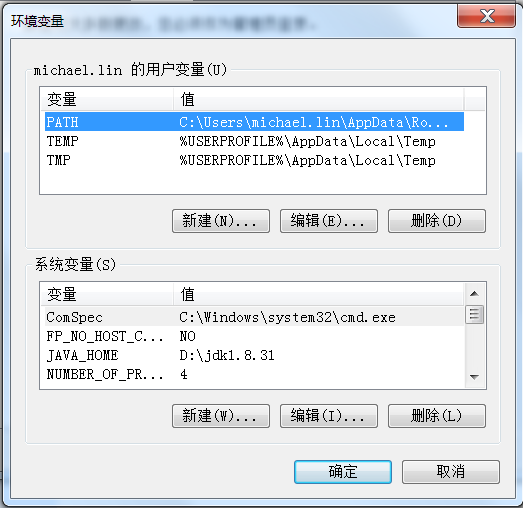 环境变量
michael.lin 的用户变量(U)
变量 值
PATH C:\Users\michael.lin\AppData\Ro...
TEMP %USERPROFILE%\AppData\Local\Temp
TMP %USERPROFILE%\AppData\Local\Temp
新建(N)... 编辑(E)... 删除(D)
系统变量(S)
变量 值
ComSpec C:\Windows\system32\cmd.exe
FP_NO_HOST_C... NO
JAVA_HOME D:\jdk1.8.31
NUMBER_OF_PR... 4
新建(W)... 编辑(I)... 删除(L)
确定 取消